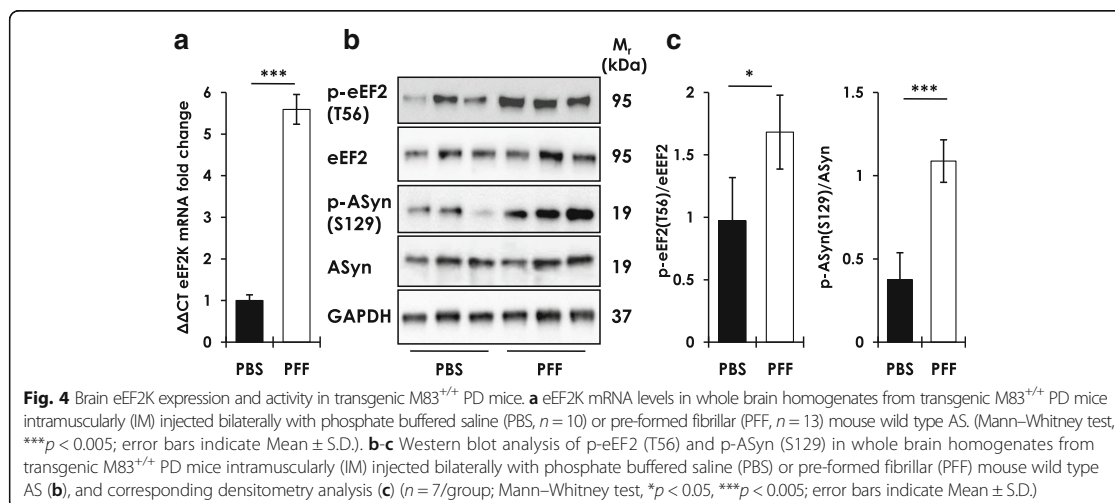 a
b
c
***
ΔΔCT eEF2K mRNA fold change
6
5
4
3
2
1
0
PBS PFF
Mr
(kDa)
p-eEF2
(T56)
95
eEF2
95
p-ASyn
(S129)
19
ASyn
19
GAPDH
37
PBS PFF
*
p-eEF2(T56)/eEEF2
2
1.5
1
0.5
0
PBS PFF
***
p-ASyn(S129)/ASyn
1.5
1
0.5
0
PBS PFF
Fig. 4 Brain eEF2K expression and activity in transgenic M83+/+ PD mice. a eEF2K mRNA levels in whole brain homogenates from transgenic M83+/+ PD mice
intramuscularly (IM) injected bilaterally with phosphate buffered saline (PBS, n = 10) or pre-formed fibrillar (PFF, n = 13) mouse wild type AS. (Mann–Whitney test,
***p < 0.005; error bars indicate Mean ± S.D.). b-c Western blot analysis of p-eEF2 (T56) and p-ASyn (S129) in whole brain homogenates from
transgenic M83+/+ PD mice intramuscularly (IM) injected bilaterally with phosphate buffered saline (PBS) or pre-formed fibrillar (PFF) mouse wild type
AS (b), and corresponding densitometry analysis (c) (n = 7/group; Mann–Whitney test, *p < 0.05, ***p < 0.005; error bars indicate Mean ± S.D.)